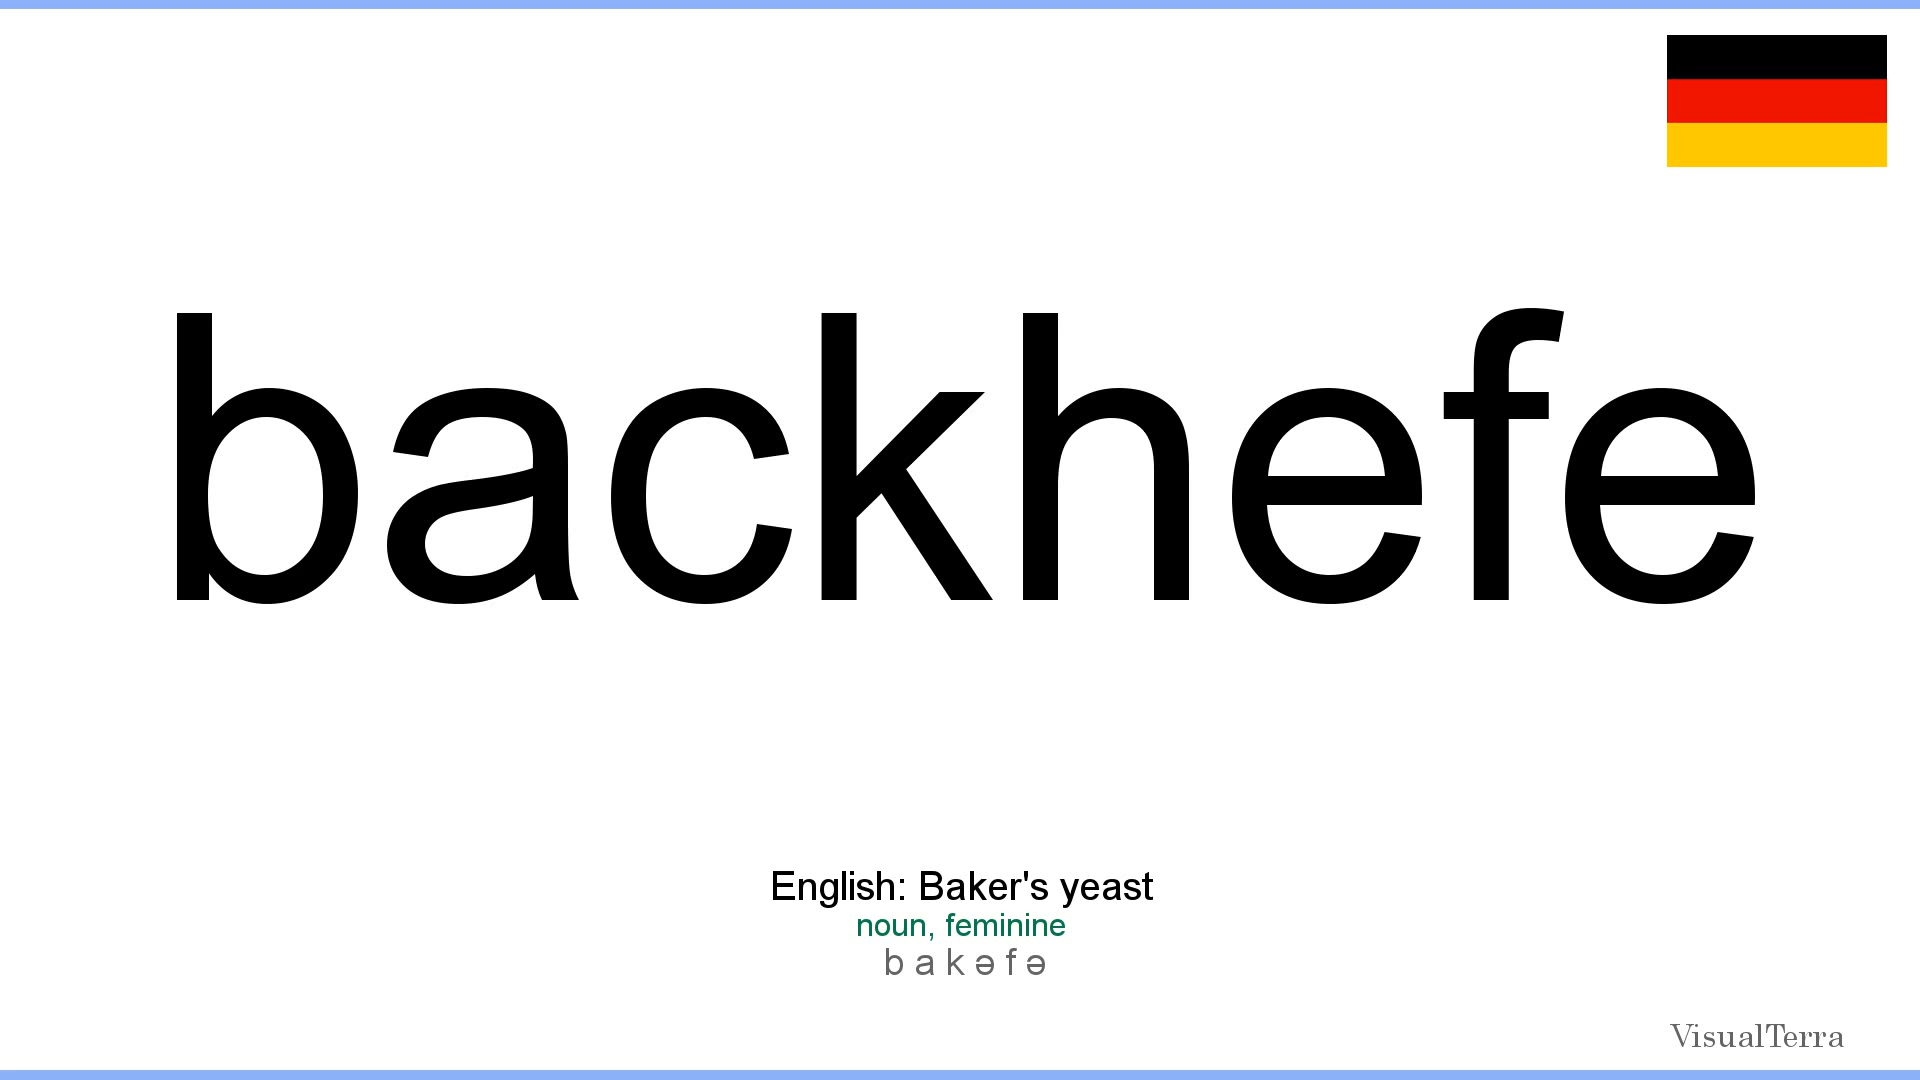 backhefe
English: Baker's yeast
noun, feminine
b a k ə f ə
VisualTerra